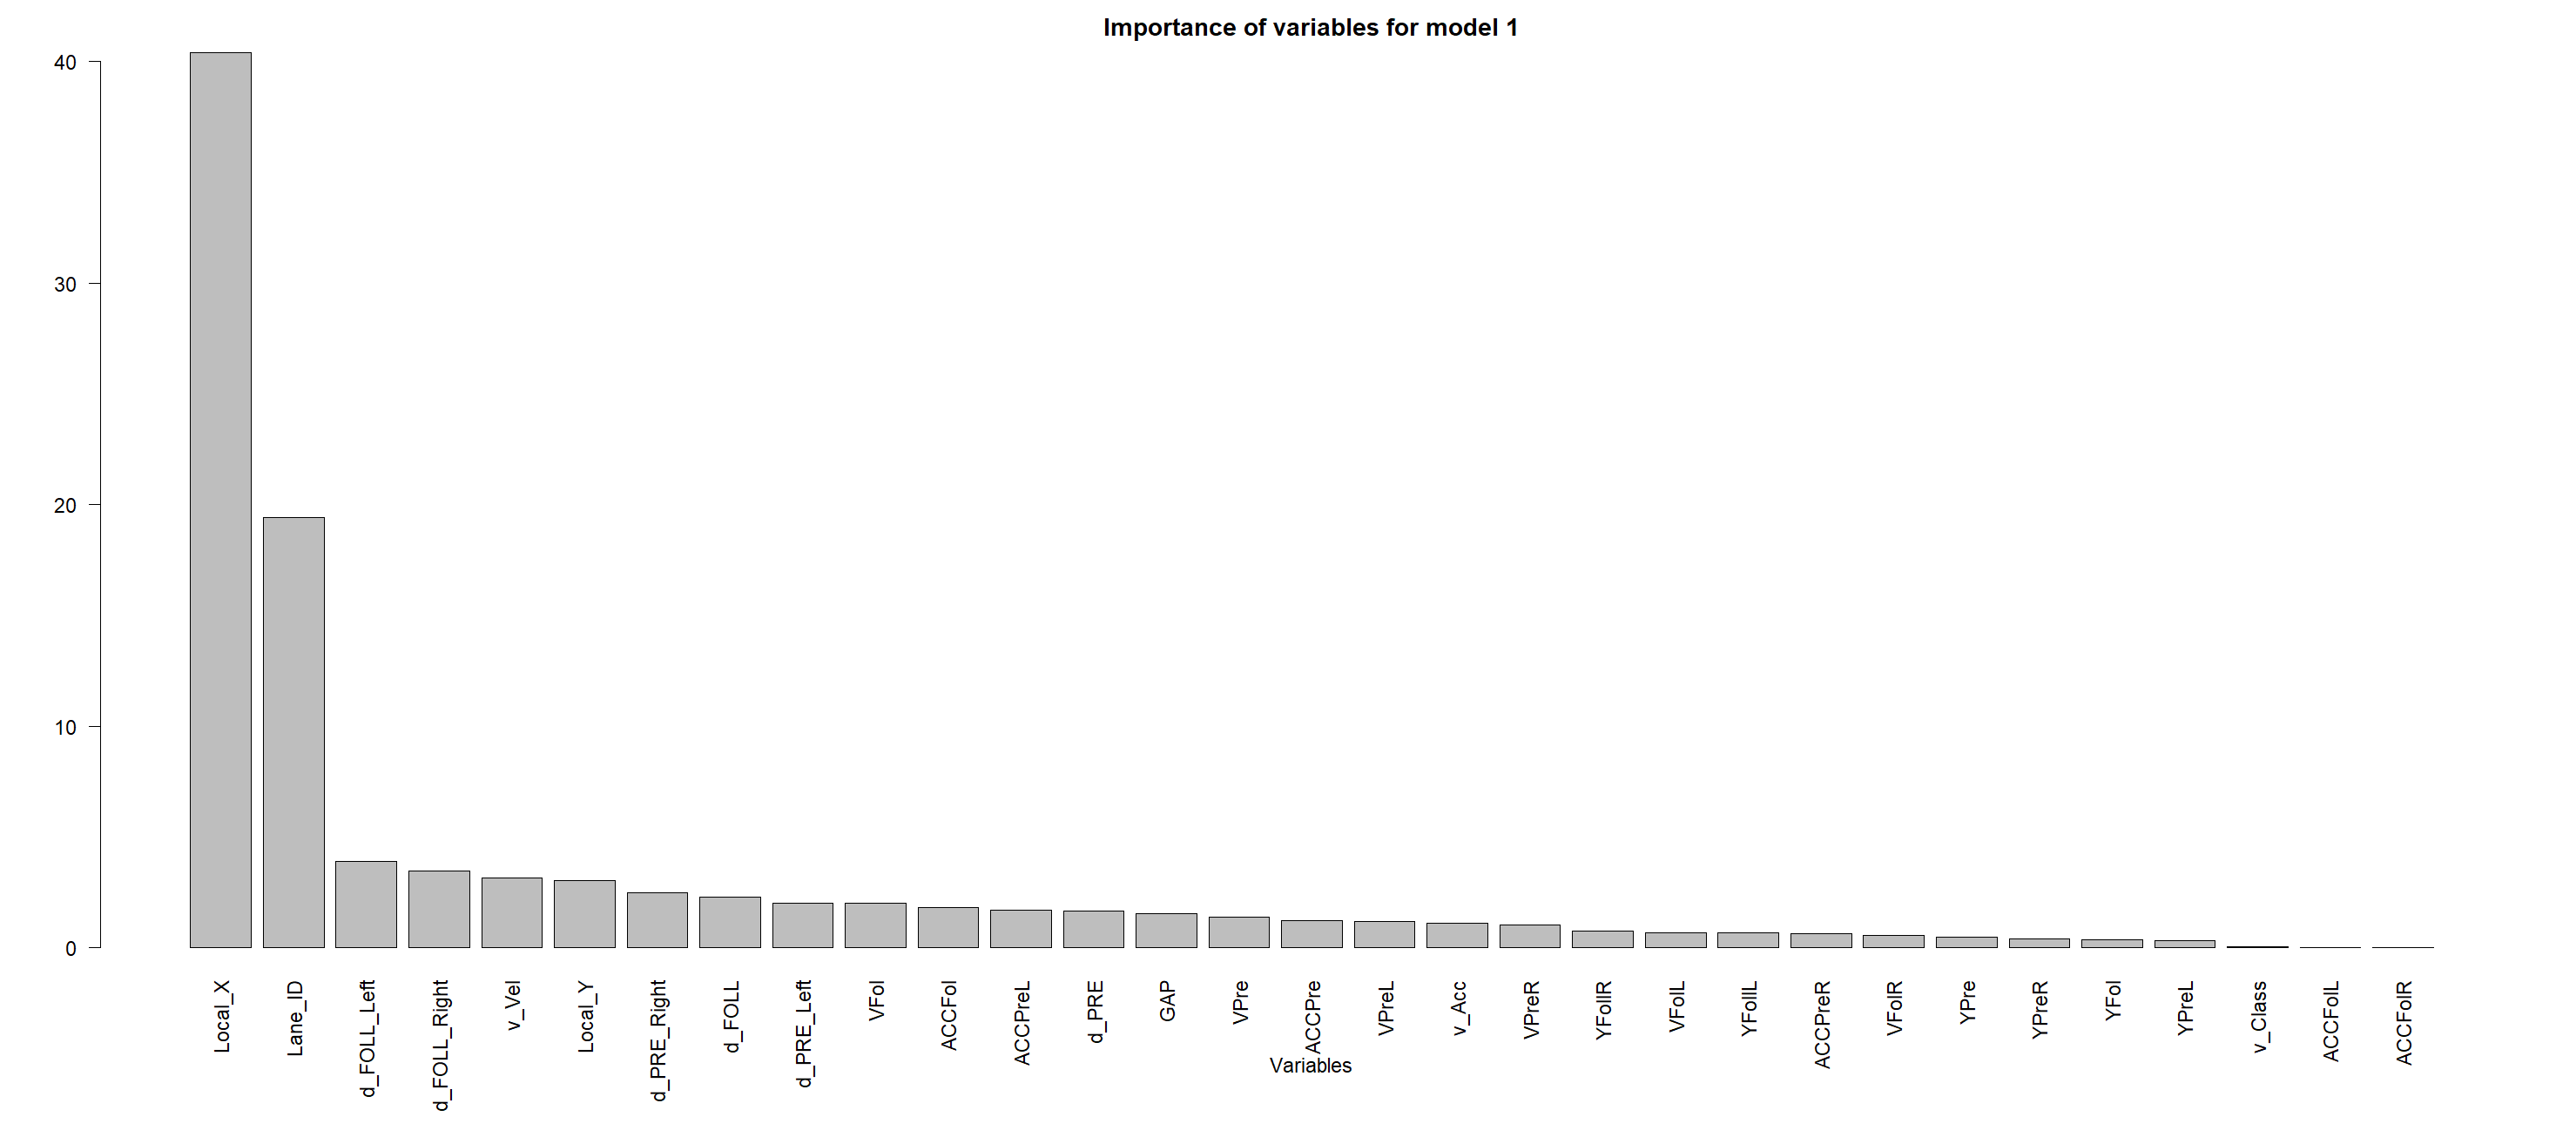 Importance of variables for model 1
40
30
20
10
0
Local_X
Lane_ID
d_FOLL_Left
d_FOLL_Right
v_Vel
Local_Y
d_PRE_Right
d_FOLL
d_PRE_Left
VFol
ACCFol
ACCPreL
d_PRE
GAP
VPre
ACCPre
VPreL
v_Acc
VPreR
YFollR
VFolL
YFollL
ACCPreR
VFolR
YPre
YPreR
YFol
YPreL
v_Class
ACCFolL
ACCFolR
Variables